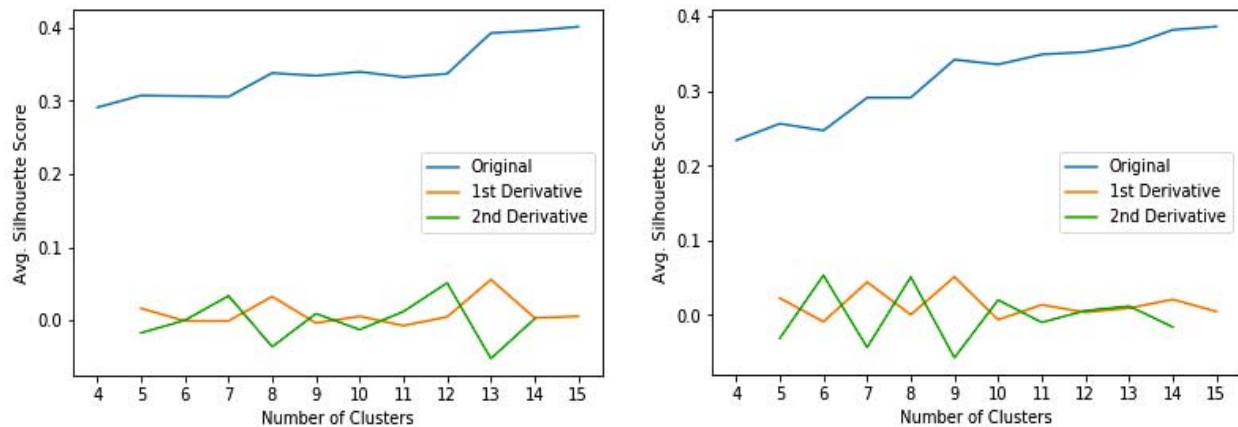 0.4
0.3
0.2
0.1
0.0
Avg. Silhouette Score
Original
1st Derivative
2nd Derivative
4 5 6 7 8 9 10 11 12 13 14 15
Number of Clusters
0.4
0.3
0.2
0.1
0.0
Avg. Silhouette Score
Original
1st Derivative
2nd Derivative
4 5 6 7 8 9 10 11 12 13 14 15
Number of Clusters